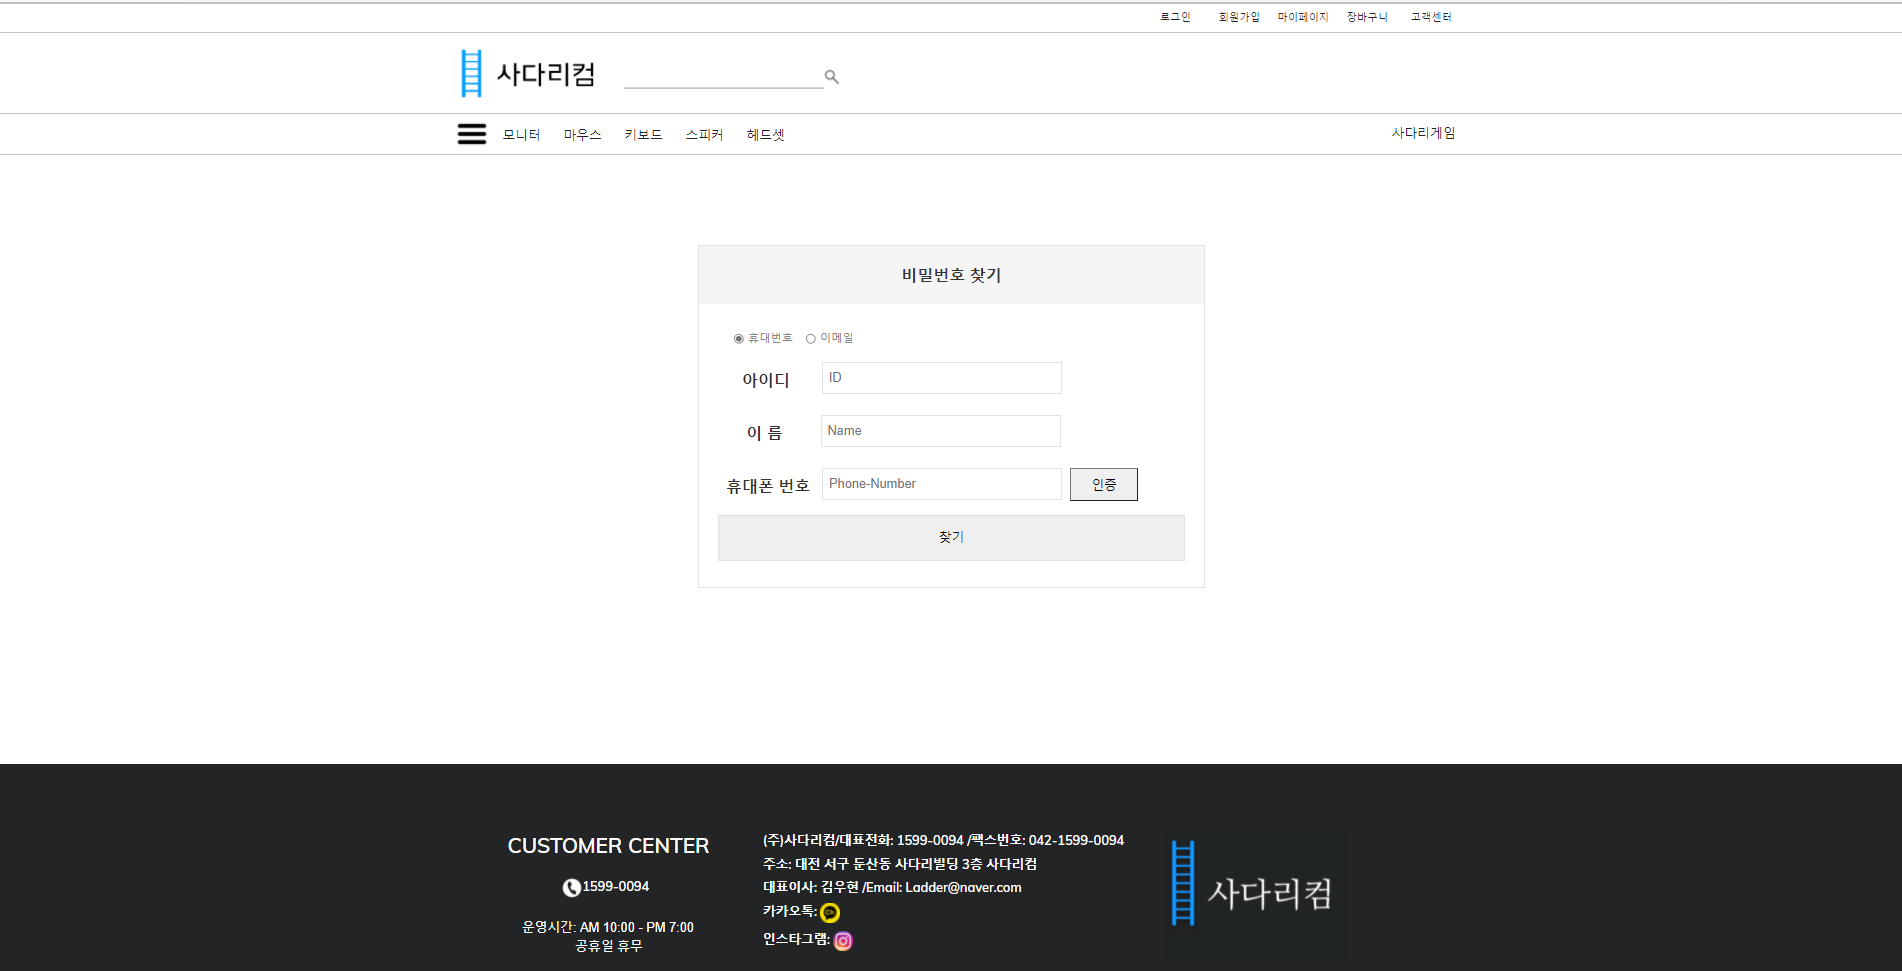 로그인 회원가입 마이페이지 장바구니 고객센터
사다리컴
모니터 마우스 키보드 스피커 헤드셋 사다리게임
비밀번호 찾기
휴대번호 이메일
아이디 ID
이 름 Name
휴대폰 번호 Phone-Number 인증
찾기
CUSTOMER CENTER
1599-0094
운영시간: AM 10:00 - PM 7:00
공휴일 휴무
(주)사다리컴/대표전화: 1599-0094 /팩스번호: 042-1599-0094
주소: 대전 서구 둔산동 사다리빌딩 3층 사다리컴
대표이사: 김우현 /Email: Ladder@naver.com
카카오톡: Ch
인스타그램:
사다리컴